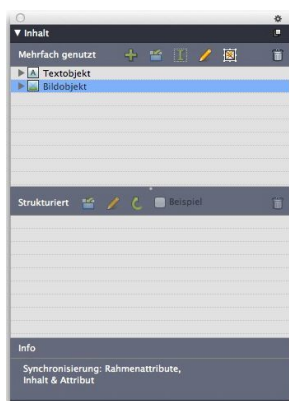 Inhalt
Mehrfach genutzt
A Textobjekt
Bildobjekt
Strukturiert Beispiel
Info
Synchronisierung: Rahmenattribute,
Inhalt & Attribut